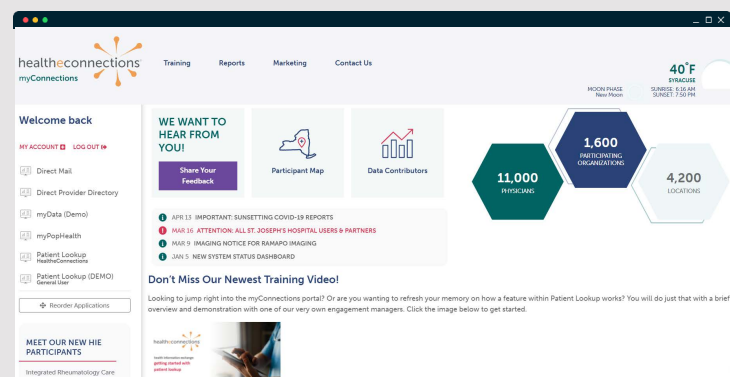 healtheconnections
myConnections
Training
Reports
Marketing
Contact Us
40°F
SYRACUSE
MOON PHASE
New Moon
SUNRISE: 6:16 AM
SUNSET: 7:50 PM
Welcome back
MY ACCOUNT
LOG OUT
Direct Mail
Direct Provider Directory
myData (Demo)
myPopHealth
Patient Lookup
HealtheConnections
Patient Lookup (DEMO)
General User
Reorder Applications
MEET OUR NEW HIE
PARTICIPANTS
Integrated Rheumatology Care
WE WANT TO
HEAR FROM
YOU!
Share Your
Feedback
Participant Map
Data Contributors
11,000
PHYSICIANS
1,600
PARTICIPATING
ORGANIZATIONS
4,200
LOCATIONS
APR 13 IMPORTANT: SUNSETTING COVID-19 REPORTS
MAR 16 ATTENTION: ALL ST. JOSEPH'S HOSPITAL USERS & PARTNERS
MAR 9 IMAGING NOTICE FOR RAMAPO IMAGING
JAN 5 NEW SYSTEM STATUS DASHBOARD
Don't Miss Our Newest Training Video!
Looking to jump right into the myConnections portal? Or are you wanting to refresh your memory on how a feature within Patient Lookup works? You will do just that with a brief
overview and demonstration with one of our very own engagement managers. Click the image below to get started.
healtheconnections
health information exchange
getting started with
patient lookup